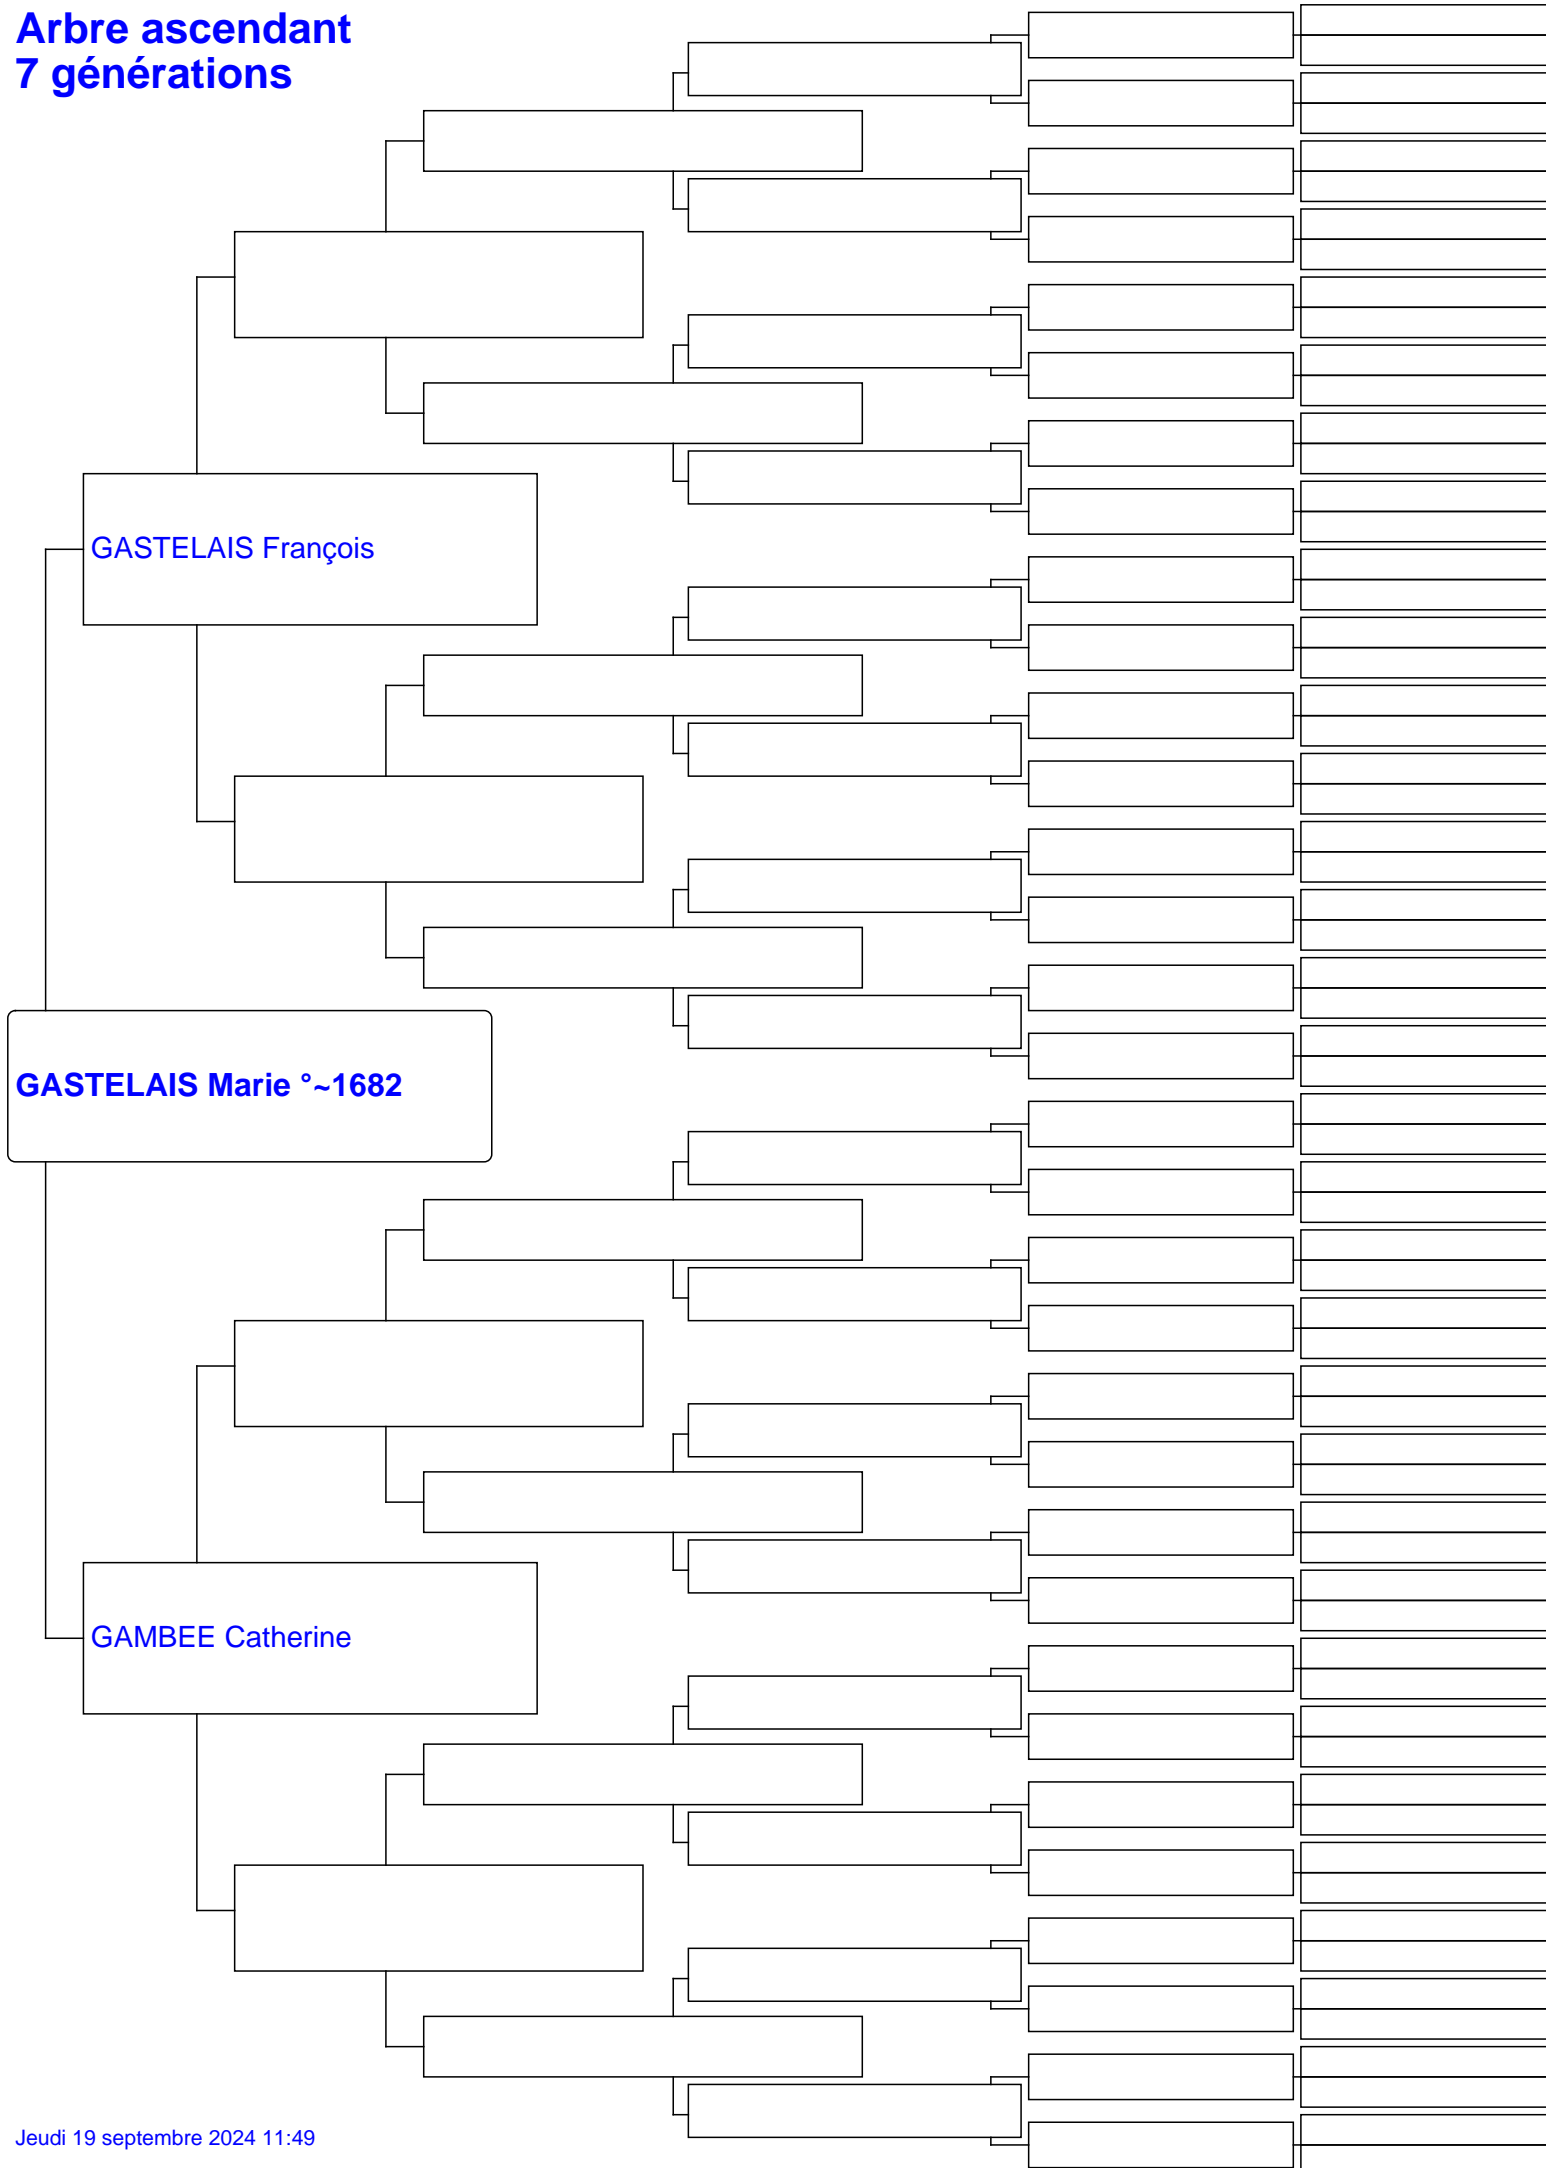 Arbre ascendant
7 générations
GASTELAIS François
GASTELAIS Marie °~1682
GAMBEE Catherine
Jeudi 19 septembre 2024 11:49